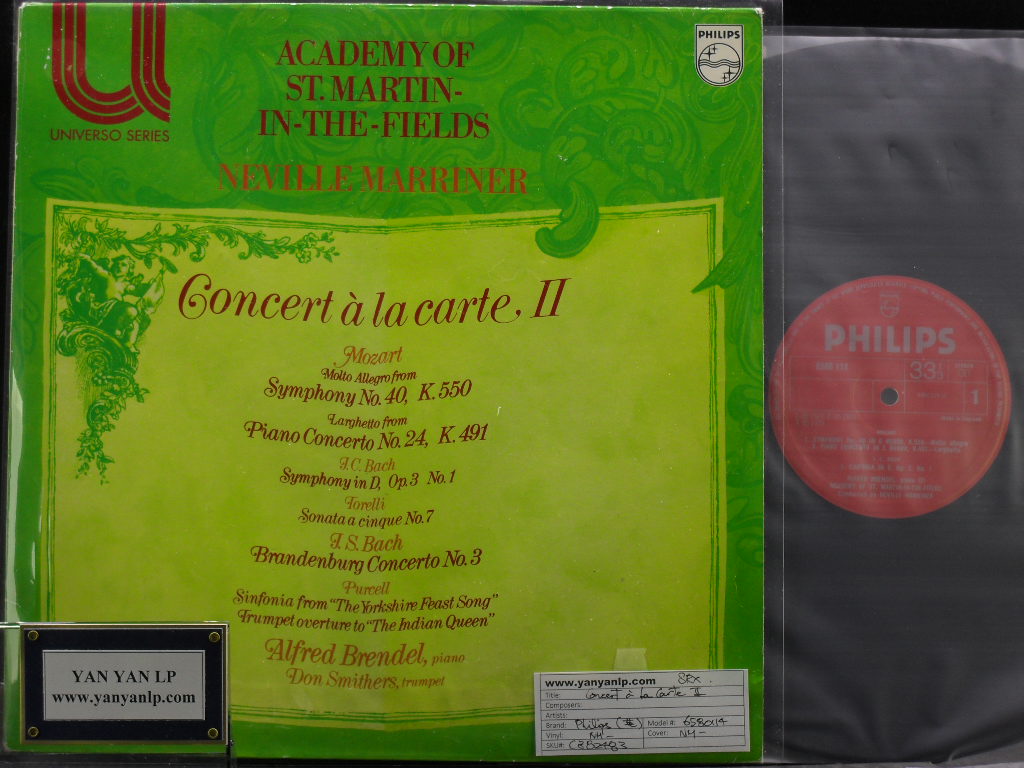 UNIVERSO SERIES
ACADEMY OF
ST. MARTIN-
IN-THE-FIELDS
NEVILLE MARRINER
PHILIPS
Concert à la carte, II
Mozart
Molto Allegro from
Symphony No. 40, K. 550
Larghetto from
Piano Concerto No. 24, K. 491
J.C. Bach
Symphony in D, Op. 3 No. 1
Torelli
Sonata a cinque No. 7
J. S. Bach
Brandenburg Concerto No. 3
Purcell
Sinfonia from "The Yorkshire Feast Song"
Trumpet overture to "The Indian Queen"
Alfred Brendel, piano
Don Smithers, trumpet
YAN YAN LP
www.yanyanlp.com
www.yanyanlp.com
Title: Concert à la Carte II
Composers:
Artists:
Brand: Philips Model #: 6580114
Vinyl: NM- Cover: NM-
SKU#:
PHILIPS
33 1/3
1